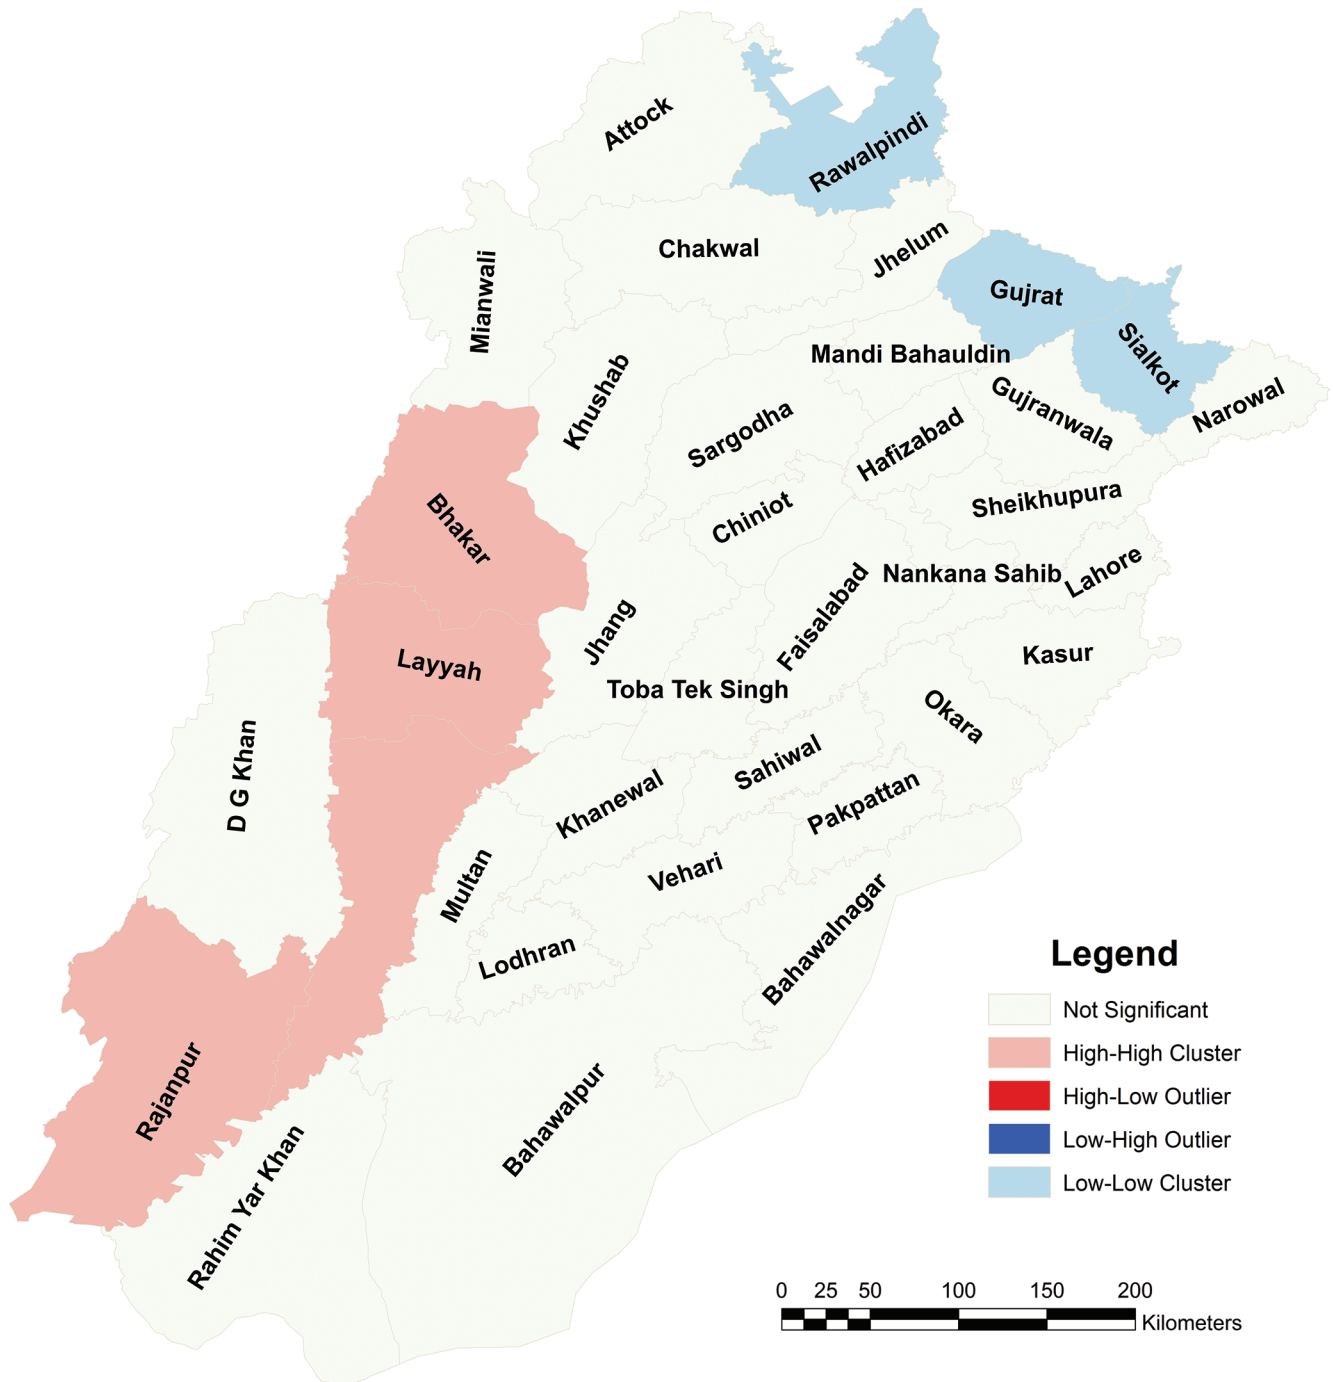 Attock
Rawalpindi
Chakwal
Jhelum
Mianwali
Gujrat
Mandi Bahauldin
Sialkot
Khushab
Gujranwala
Narowal
Sargodha
Hafizabad
Bhakar
Chiniot
Sheikhupura
Nankana Sahib
Lahore
Faisalabad
Jhang
Kasur
Layyah
Toba Tek Singh
Okara
D G Khan
Sahiwal
Khanewal
Pakpattan
Multan
Vehari
Bahawalnagar
Lodhran
Rajanpur
Bahawalpur
Rahim Yar Khan
Legend
Not Significant
High-High Cluster
High-Low Outlier
Low-High Outlier
Low-Low Cluster
0 25 50 100 150 200
Kilometers